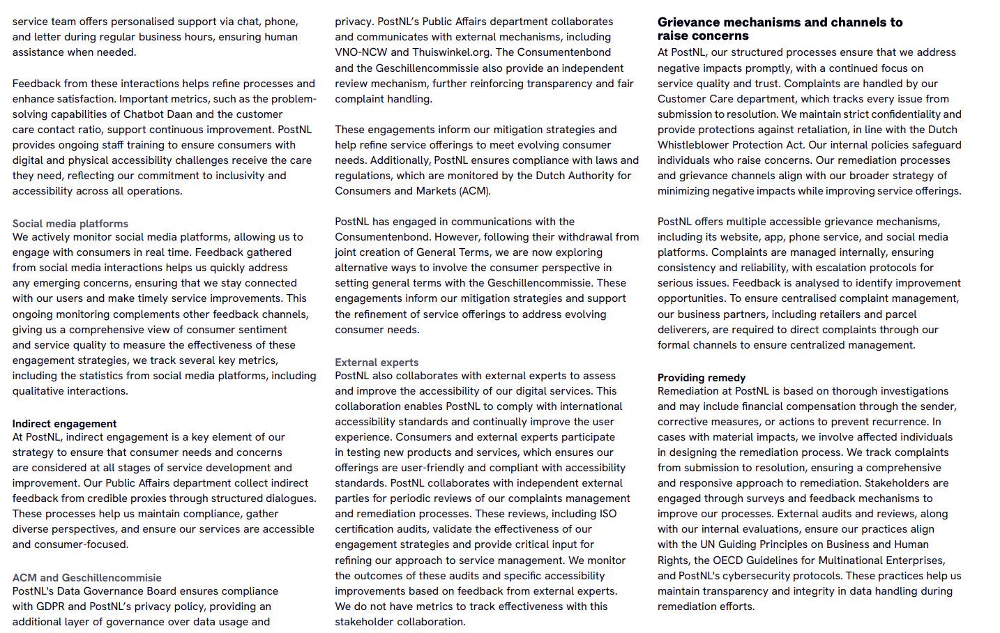 service team offers personalised support via chat, phone,
and letter during regular business hours, ensuring human
assistance when needed.
Feedback from these interactions helps refine processes and
enhance satisfaction. Important metrics, such as the problem-
solving capabilities of Chatbot Daan and the customer
care contact ratio, support continuous improvement. PostNL
provides ongoing staff training to ensure consumers with
digital and physical accessibility challenges receive the care
they need, reflecting our commitment to inclusivity and
accessibility across all operations.
Social media platforms
We actively monitor social media platforms, allowing us to
engage with consumers in real time. Feedback gathered
from social media interactions helps us quickly address
any emerging concerns, ensuring that we stay connected
with our users and make timely service improvements. This
ongoing monitoring complements other feedback channels,
giving us a comprehensive view of consumer sentiment
and service quality to measure the effectiveness of these
engagement strategies, we track several key metrics,
including the statistics from social media platforms, including
qualitative interactions.
Indirect engagement
At PostNL, indirect engagement is a key element of our
strategy to ensure that consumer needs and concerns
are considered at all stages of service development and
improvement. Our Public Affairs department collect indirect
feedback from credible proxies through structured dialogues.
These processes help us maintain compliance, gather
diverse perspectives, and ensure our services are accessible
and consumer-focused.
ACM and Geschillencommisie
PostNL's Data Governance Board ensures compliance
with GDPR and PostNL’s privacy policy, providing an
additional layer of governance over data usage and
privacy. PostNL’s Public Affairs department collaborates
and communicates with external mechanisms, including
VNO-NCW and Thuiswinkel.org. The Consumentenbond
and the Geschillencommissie also provide an independent
review mechanism, further reinforcing transparency and fair
complaint handling.
These engagements inform our mitigation strategies and
help refine service offerings to meet evolving consumer
needs. Additionally, PostNL ensures compliance with laws and
regulations, which are monitored by the Dutch Authority for
Consumers and Markets (ACM).
PostNL has engaged in communications with the
Consumentenbond. However, following their withdrawal from
joint creation of General Terms, we are now exploring
alternative ways to involve the consumer perspective in
setting general terms with the Geschillencommissie. These
engagements inform our mitigation strategies and support
the refinement of service offerings to address evolving
consumer needs.
External experts
PostNL also collaborates with external experts to assess
and improve the accessibility of our digital services. This
collaboration enables PostNL to comply with international
accessibility standards and continually improve the user
experience. Consumers and external experts participate
in testing new products and services, which ensures our
offerings are user-friendly and compliant with accessibility
standards. PostNL collaborates with independent external
parties for periodic reviews of our complaints management
and remediation processes. These reviews, including ISO
certification audits, validate the effectiveness of our
engagement strategies and provide critical input for
refining our approach to service management. We monitor
the outcomes of these audits and specific accessibility
improvements based on feedback from external experts.
We do not have metrics to track effectiveness with this
stakeholder collaboration.
Grievance mechanisms and channels to
raise concerns
At PostNL, our structured processes ensure that we address
negative impacts promptly, with a continued focus on
service quality and trust. Complaints are handled by our
Customer Care department, which tracks every issue from
submission to resolution. We maintain strict confidentiality and
provide protections against retaliation, in line with the Dutch
Whistleblower Protection Act. Our internal policies safeguard
individuals who raise concerns. Our remediation processes
and grievance channels align with our broader strategy of
minimizing negative impacts while improving service offerings.
PostNL offers multiple accessible grievance mechanisms,
including its website, app, phone service, and social media
platforms. Complaints are managed internally, ensuring
consistency and reliability, with escalation protocols for
serious issues. Feedback is analysed to identify improvement
opportunities. To ensure centralised complaint management,
our business partners, including retailers and parcel
deliverers, are required to direct complaints through our
formal channels to ensure centralized management.
Providing remedy
Remediation at PostNL is based on thorough investigations
and may include financial compensation through the sender,
corrective measures, or actions to prevent recurrence. In
cases with material impacts, we involve affected individuals
in designing the remediation process. We track complaints
from submission to resolution, ensuring a comprehensive
and responsive approach to remediation. Stakeholders are
engaged through surveys and feedback mechanisms to
improve our processes. External audits and reviews, along
with our internal evaluations, ensure our practices align
with the UN Guiding Principles on Business and Human
Rights, the OECD Guidelines for Multinational Enterprises,
and PostNL's cybersecurity protocols. These practices help us
maintain transparency and integrity in data handling during
remediation efforts.